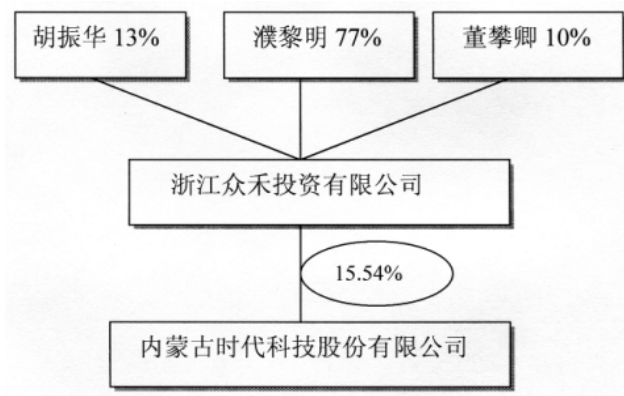 胡振华 13%
濮黎明 77%
董攀卿 10%
浙江众禾投资有限公司
15.54%
内蒙古时代科技股份有限公司